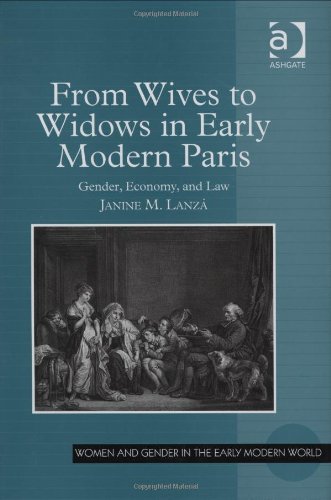 a
ASHGATE
From Wives to
Widows in Early
Modern Paris
Gender, Economy, and Law
JANINE M. LANZA
WOMEN AND GENDER IN THE EARLY MODERN WORLD